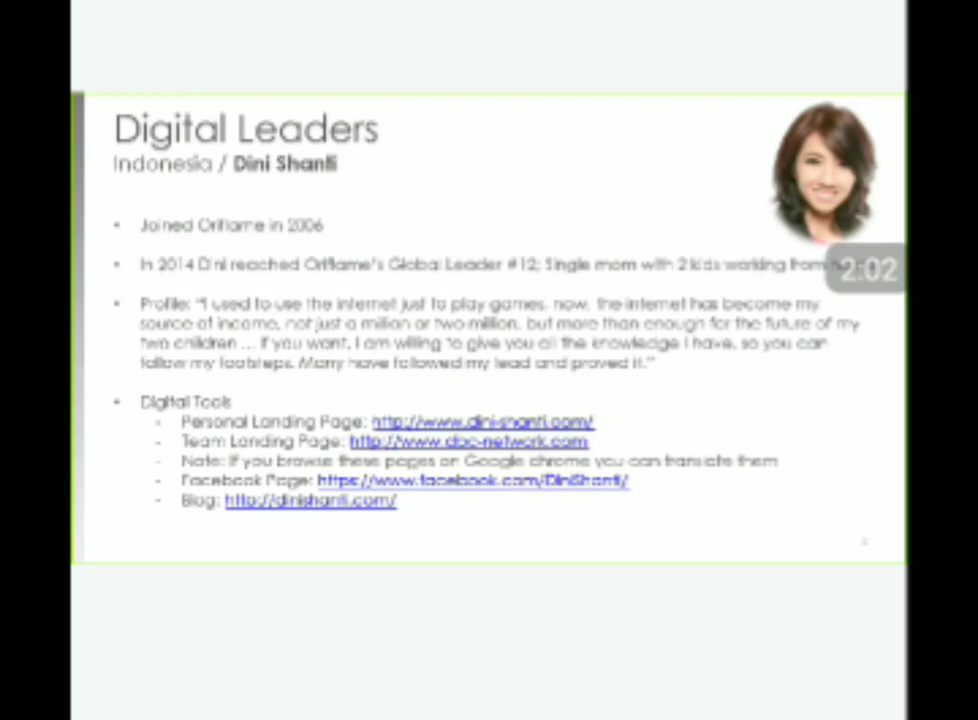 Digital Leaders
Indonesia / Dini Shanti
• Joined Oriflame in 2006
• In 2014 Dini reached Oriflame's Global Leader #12; Single mom with 2 kids working from
2:02
• Profile: "I used to use the internet just to play games, now, the internet has become my
source of income, not just a million or two million, but more than enough for the future of my
two children ... If you want, I am willing to give you all the knowledge I have, so you can
follow my footsteps. Many have followed my lead and proved it."
• Digital Tools
- Personal Landing Page: http://www.dini-shanti.com/
- Team Landing Page: http://www.dbc-network.com
- Note: If you browse these pages on Google chrome you can translate them
- Facebook Page: https://www.facebook.com/DiniShanti/
- Blog: http://dinishanti.com/